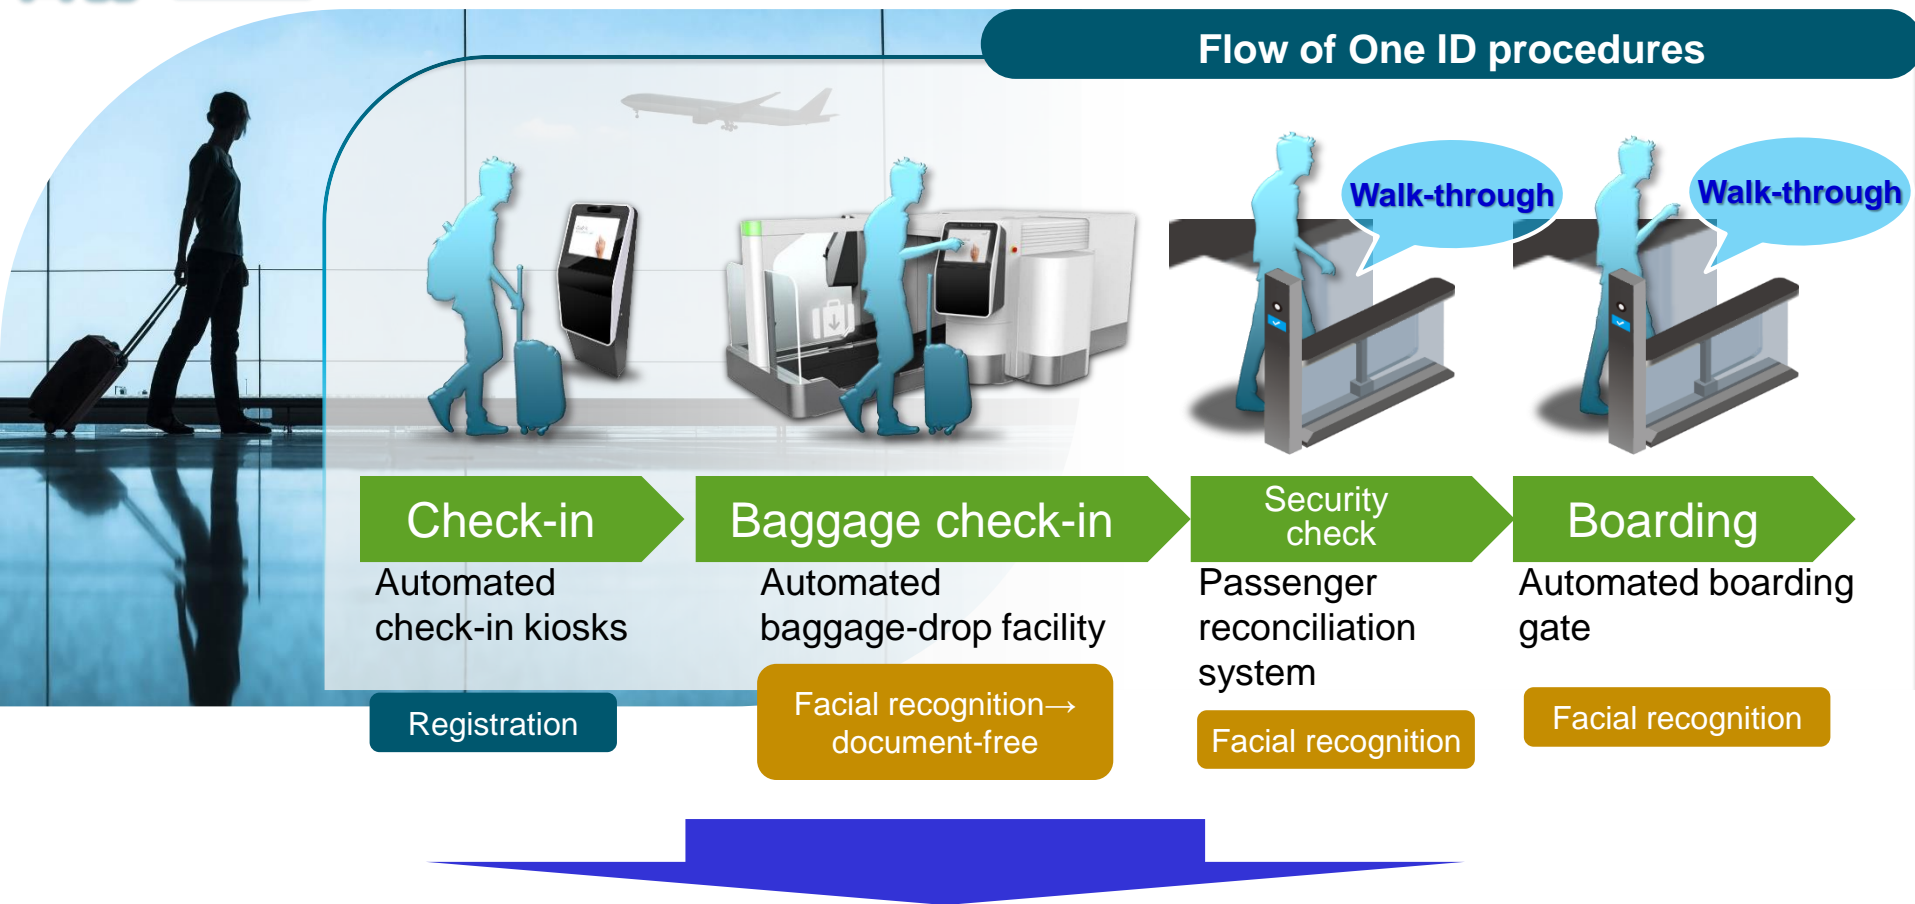 Flow of One ID procedures
Walk-through
Walk-through
Check-in
Baggage check-in
Security
check
Boarding
Automated
check-in kiosks
Automated
baggage-drop facility
Passenger
reconciliation
system
Automated boarding
gate
Registration
Facial recognition→
document-free
Facial recognition
Facial recognition